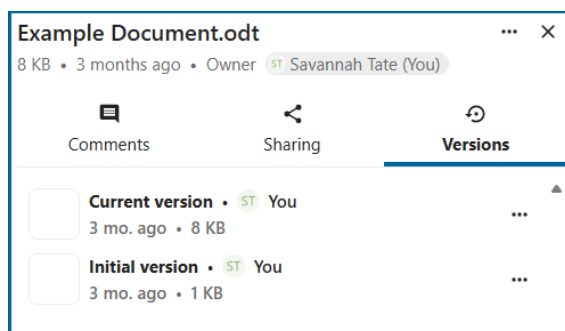 Example Document.odt
8 KB • 3 months ago • Owner ST Savannah Tate (You)
Comments Sharing Versions
Current version • ST You
3 mo. ago • 8 KB
Initial version • ST You
3 mo. ago • 1 KB